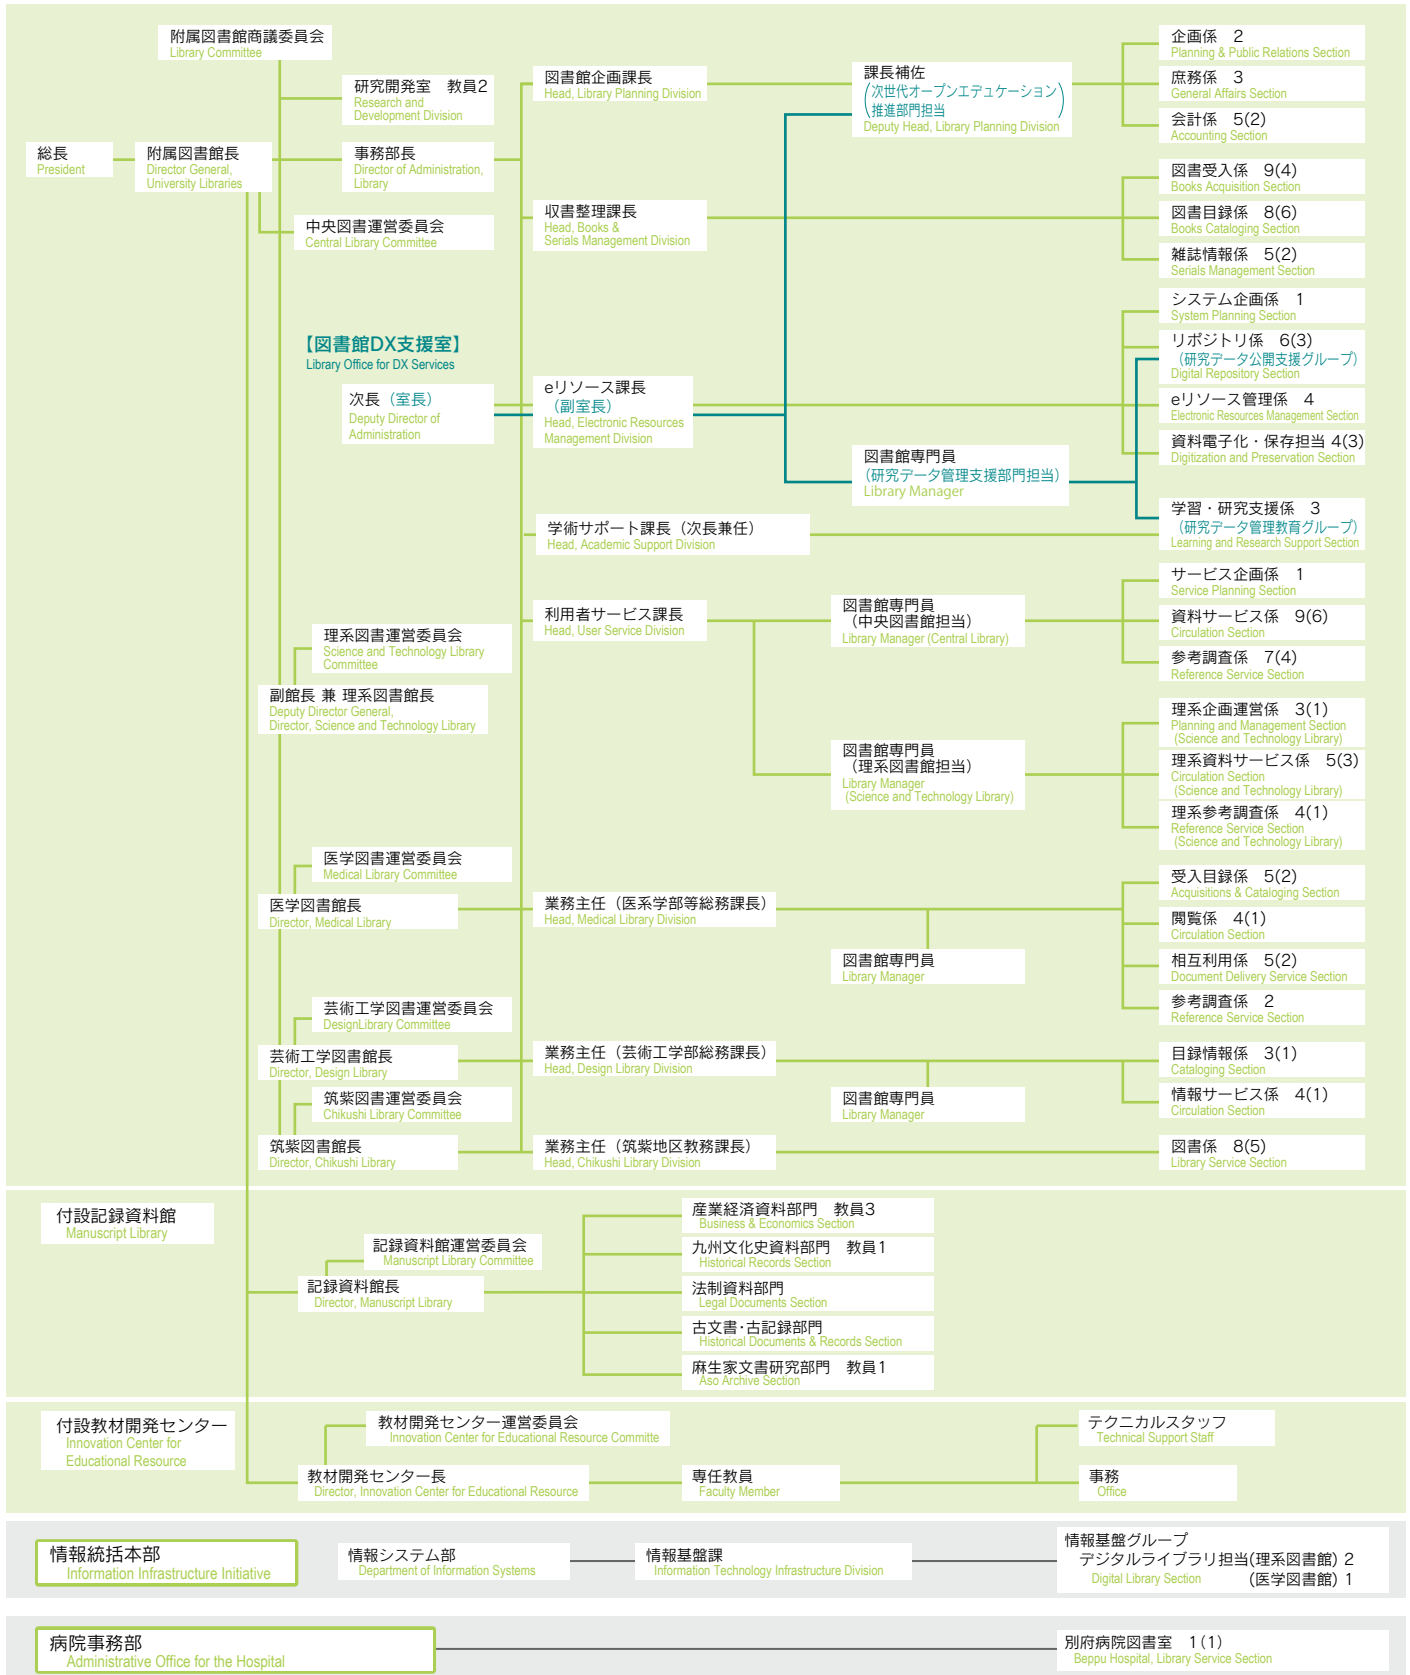 附属図書館商議委員会
Library Committee
研究開発室　教員2
Research and
Development Division
総長
President
附属図書館長
Director General,
University Libraries
事務部長
Director of Administration,
Library
中央図書運営委員会
Central Library Committee
図書館企画課長
Head, Library Planning Division
課長補佐
(次世代オープンエデュケーション
推進部門担当)
Deputy Head, Library Planning Division
企画係　2
Planning & Public Relations Section
庶務係　3
General Affairs Section
会計係　5(2)
Accounting Section
収書整理課長
Head, Books &
Serials Management Division
図書受入係　9(4)
Books Acquisition Section
図書目録係　8(6)
Books Cataloging Section
雑誌情報係　5(2)
Serials Management Section
【図書館DX支援室】
Library Office for DX Services
次長（室長）
Deputy Director of
Administration
eリソース課長
（副室長）
Head, Electronic Resources
Management Division
システム企画係　1
System Planning Section
リポジトリ係　6(3)
（研究データ公開支援グループ）
Digital Repository Section
eリソース管理係　4
Electronic Resources Management Section
資料電子化・保存担当 4(3)
Digitization and Preservation Section
図書館専門員
（研究データ管理支援部門担当）
Library Manager
学術サポート課長（次長兼任）
Head, Academic Support Division
学習・研究支援係　3
（研究データ管理教育グループ）
Learning and Research Support Section
利用者サービス課長
Head, User Service Division
図書館専門員
（中央図書館担当）
Library Manager (Central Library)
サービス企画係　1
Service Planning Section
資料サービス係　9(6)
Circulation Section
参考調査係　7(4)
Reference Service Section
理系図書運営委員会
Science and Technology Library
Committee
副館長 兼 理系図書館長
Deputy Director General,
Director, Science and Technology Library
図書館専門員
（理系図書館担当）
Library Manager
(Science and Technology Library)
理系企画運営係　3(1)
Planning and Management Section
(Science and Technology Library)
理系資料サービス係　5(3)
Circulation Section
(Science and Technology Library)
理系参考調査係　4(1)
Reference Service Section
(Science and Technology Library)
医学図書運営委員会
Medical Library Committee
医学図書館長
Director, Medical Library
業務主任（医系学部等総務課長）
Head, Medical Library Division
図書館専門員
Library Manager
受入目録係　5(2)
Acquisitions & Cataloging Section
閲覧係　4(1)
Circulation Section
相互利用係　5(2)
Document Delivery Service Section
参考調査係　2
Reference Service Section
芸術工学図書運営委員会
DesignLibrary Committee
芸術工学図書館長
Director, Design Library
業務主任（芸術工学部総務課長）
Head, Design Library Division
図書館専門員
Library Manager
目録情報係　3(1)
Cataloging Section
情報サービス係　4(1)
Circulation Section
筑紫図書運営委員会
Chikushi Library Committee
筑紫図書館長
Director, Chikushi Library
業務主任（筑紫地区教務課長）
Head, Chikushi Library Division
図書係　8(5)
Library Service Section
付設記録資料館
Manuscript Library
記録資料館運営委員会
Manuscript Library Committee
記録資料館長
Director, Manuscript Library
産業経済資料部門　教員3
Business & Economics Section
九州文化史資料部門　教員1
Historical Records Section
法制資料部門
Legal Documents Section
古文書･古記録部門
Historical Documents & Records Section
麻生家文書研究部門　教員1
Aso Archive Section
付設教材開発センター
Innovation Center for
Educational Resource
教材開発センター運営委員会
Innovation Center for Educational Resource Committe
教材開発センター長
Director, Innovation Center for Educational Resource
専任教員
Faculty Member
テクニカルスタッフ
Technical Support Staff
事務
Office
情報統括本部
Information Infrastructure Initiative
情報システム部
Department of Information Systems
情報基盤課
Information Technology Infrastructure Division
情報基盤グループ
デジタルライブラリ担当(理系図書館) 2
Digital Library Section　(医学図書館) 1
病院事務部
Administrative Office for the Hospital
別府病院図書室　1(1)
Beppu Hospital, Library Service Section